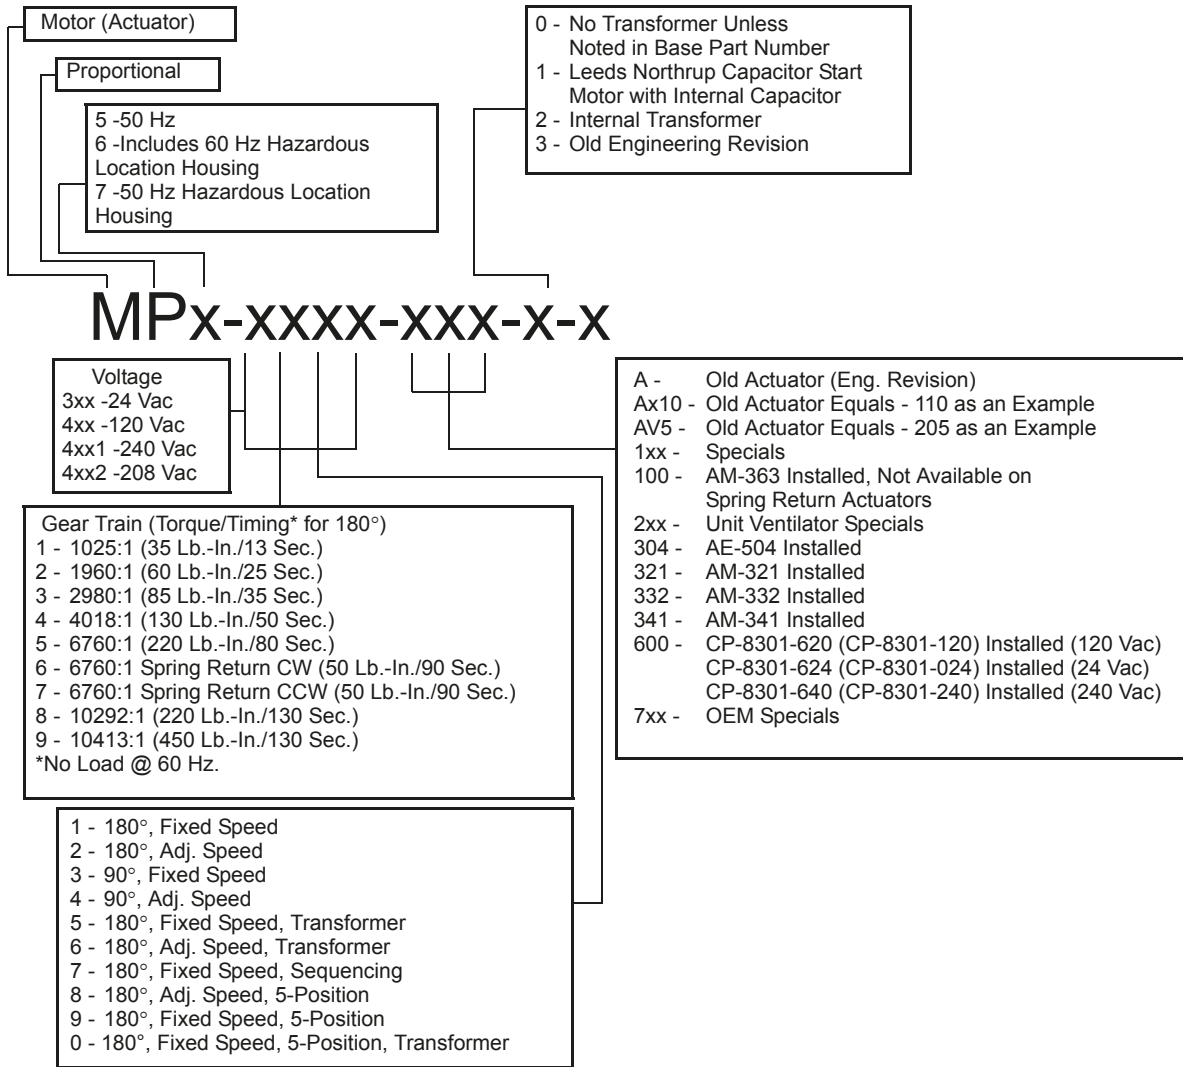 Motor (Actuator)
Proportional
5 -50 Hz
6 -Includes 60 Hz Hazardous
Location Housing
7 -50 Hz Hazardous Location
Housing
0 - No Transformer Unless
Noted in Base Part Number
1 - Leeds Northrup Capacitor Start
Motor with Internal Capacitor
2 - Internal Transformer
3 - Old Engineering Revision
MPx-xxxx-xxx-x-x
Voltage
3xx -24 Vac
4xx -120 Vac
4xx1 -240 Vac
4xx2 -208 Vac
Gear Train (Torque/Timing* for 180°)
1 - 1025:1 (35 Lb.-In./13 Sec.)
2 - 1960:1 (60 Lb.-In./25 Sec.)
3 - 2980:1 (85 Lb.-In./35 Sec.)
4 - 4018:1 (130 Lb.-In./50 Sec.)
5 - 6760:1 (220 Lb.-In./80 Sec.)
6 - 6760:1 Spring Return CW (50 Lb.-In./90 Sec.)
7 - 6760:1 Spring Return CCW (50 Lb.-In./90 Sec.)
8 - 10292:1 (220 Lb.-In./130 Sec.)
9 - 10413:1 (450 Lb.-In./130 Sec.)
*No Load @ 60 Hz.
1 - 180°, Fixed Speed
2 - 180°, Adj. Speed
3 - 90°, Fixed Speed
4 - 90°, Adj. Speed
5 - 180°, Fixed Speed, Transformer
6 - 180°, Adj. Speed, Transformer
7 - 180°, Fixed Speed, Sequencing
8 - 180°, Adj. Speed, 5-Position
9 - 180°, Fixed Speed, 5-Position
0 - 180°, Fixed Speed, 5-Position, Transformer
A - Old Actuator (Eng. Revision)
Ax10 - Old Actuator Equals - 110 as an Example
AV5 - Old Actuator Equals - 205 as an Example
1xx - Specials
100 - AM-363 Installed, Not Available on
Spring Return Actuators
2xx - Unit Ventilator Specials
304 - AE-504 Installed
321 - AM-321 Installed
332 - AM-332 Installed
341 - AM-341 Installed
600 - CP-8301-620 (CP-8301-120) Installed (120 Vac)
CP-8301-624 (CP-8301-024) Installed (24 Vac)
CP-8301-640 (CP-8301-240) Installed (240 Vac)
7xx - OEM Specials